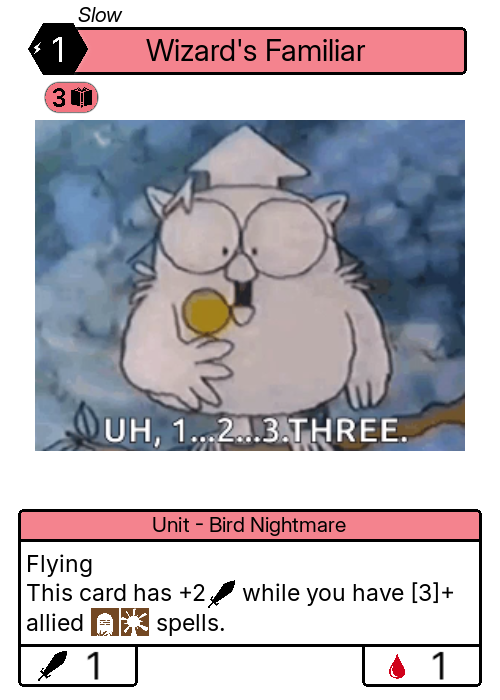 Slow
1
Wizard's Familiar
3
UH, 1...2...3.THREE.
Unit - Bird Nightmare
Flying
This card has +2 while you have [3]+
allied spells.
1
1